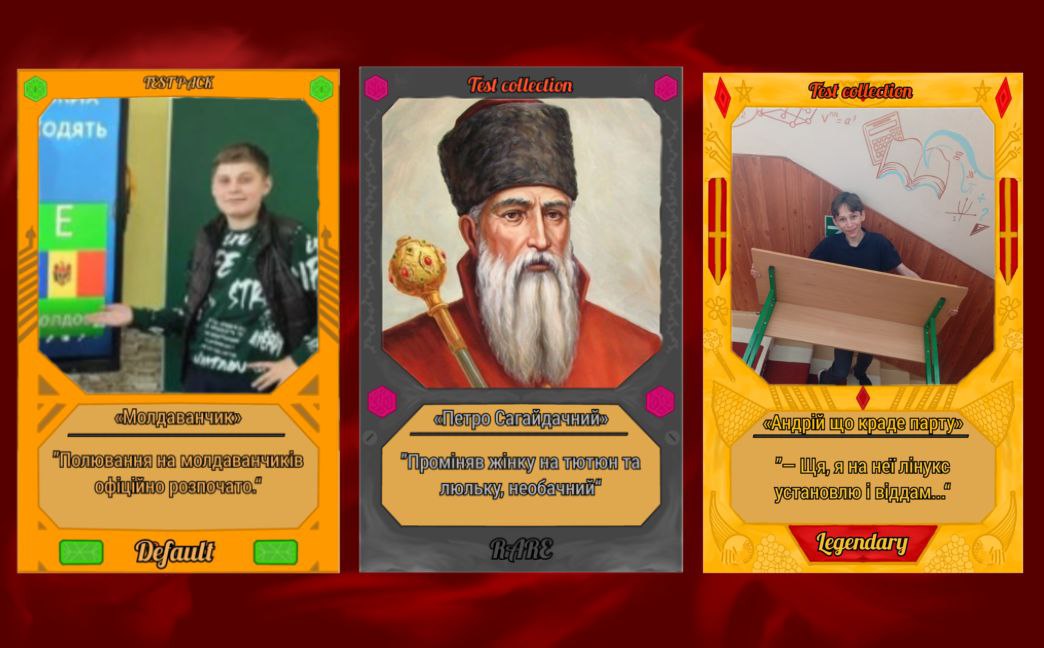 TEST PACK
ОДЯТЬ
Е
«Молдаванчик»
"Полювання на молдаванчиків
офіційно розпочато."
Default
Test collection
«Петро Сагайдачний»
"Проміняв жінку на тютюн та
люльку, необачний"
RARE
Test collection
«Андрій що краде парту»
"— Ща, я на неї лінукс
установлю і віддам..."
Legendary